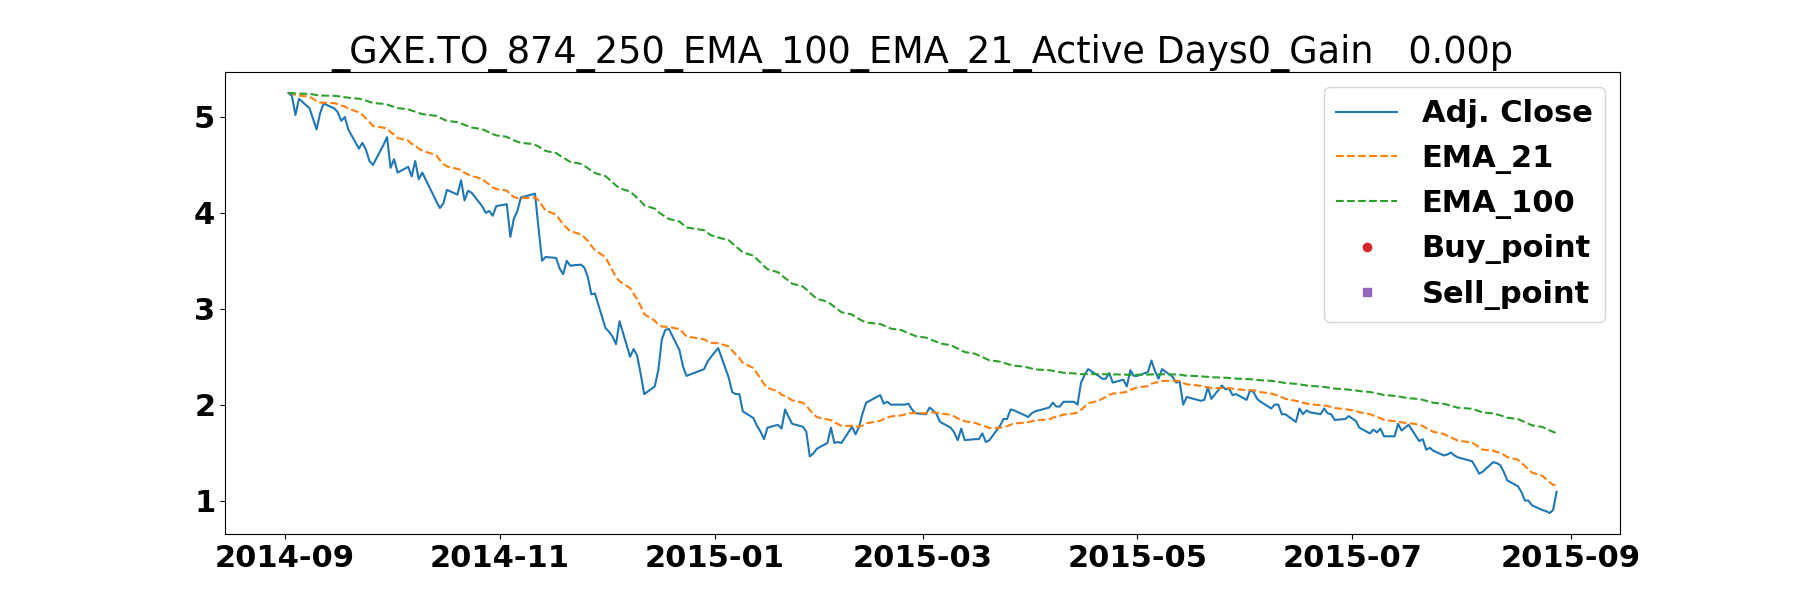 _GXE.TO_874_250_EMA_100_EMA_21_Active Days0_Gain   0.00p
5
4
3
2
1
Adj. Close
EMA_21
EMA_100
Buy_point
Sell_point
2014-09 2014-11 2015-01 2015-03 2015-05 2015-07 2015-09